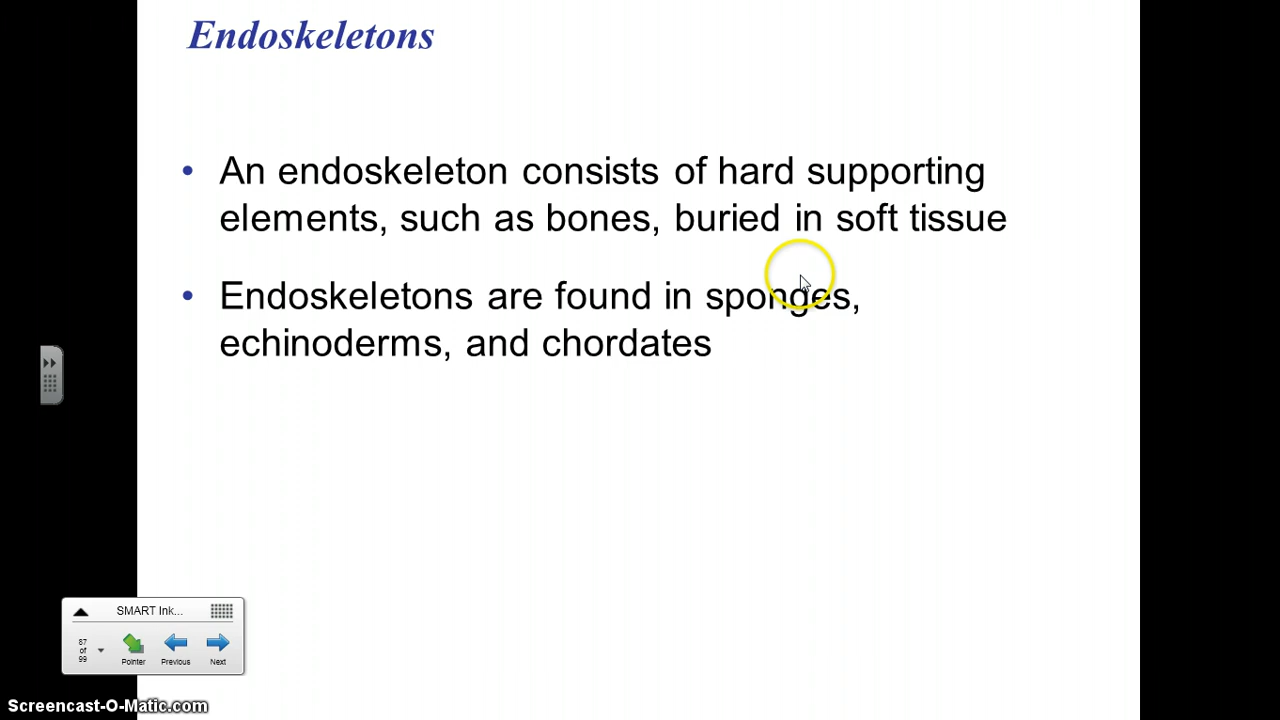 Endoskeletons
• An endoskeleton consists of hard supporting
elements, such as bones, buried in soft tissue
• Endoskeletons are found in sponges,
echinoderms, and chordates
SMART Ink...
87
of
99
Pointer Previous Next
Screencast-O-Matic.com